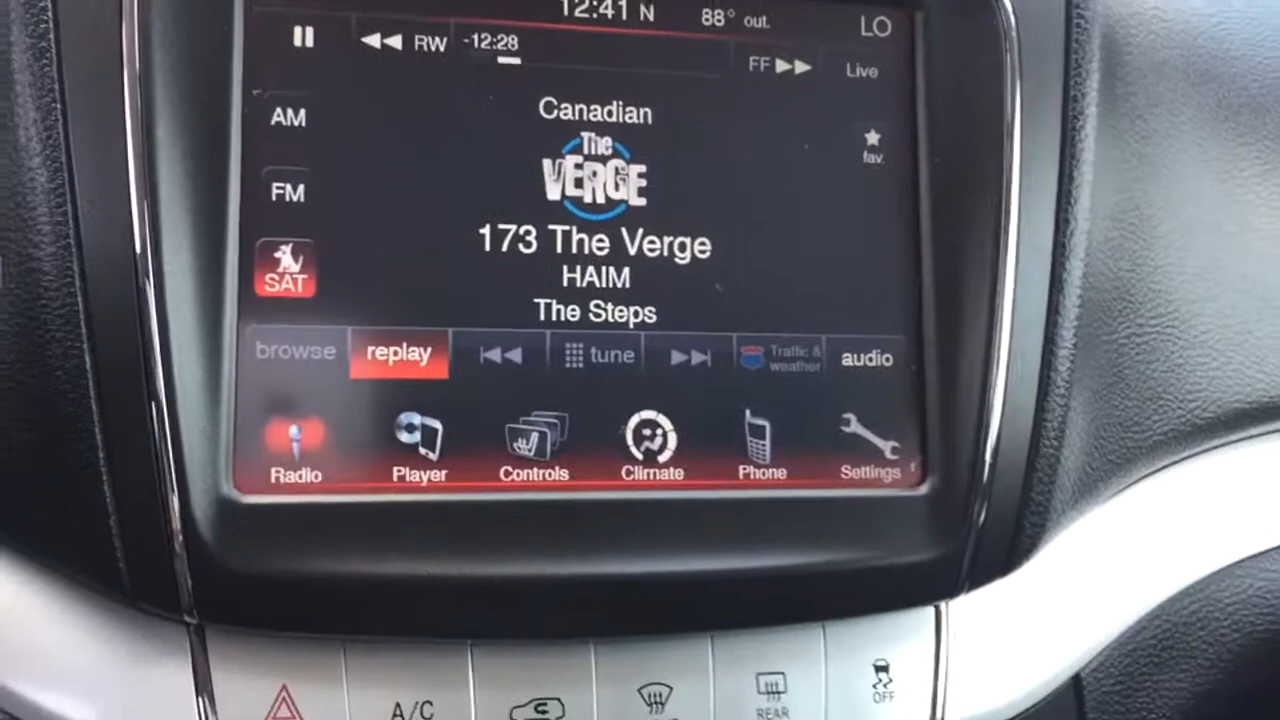 12:41 N 88° out. LO
RW -12:28 FF Live
AM
Canadian
The
VERGE
fav.
FM
173 The Verge
HAIM
SAT
The Steps
browse replay tune Traffic & weather audio
Radio Player Controls Climate Phone Settings
A/C REAR OFF